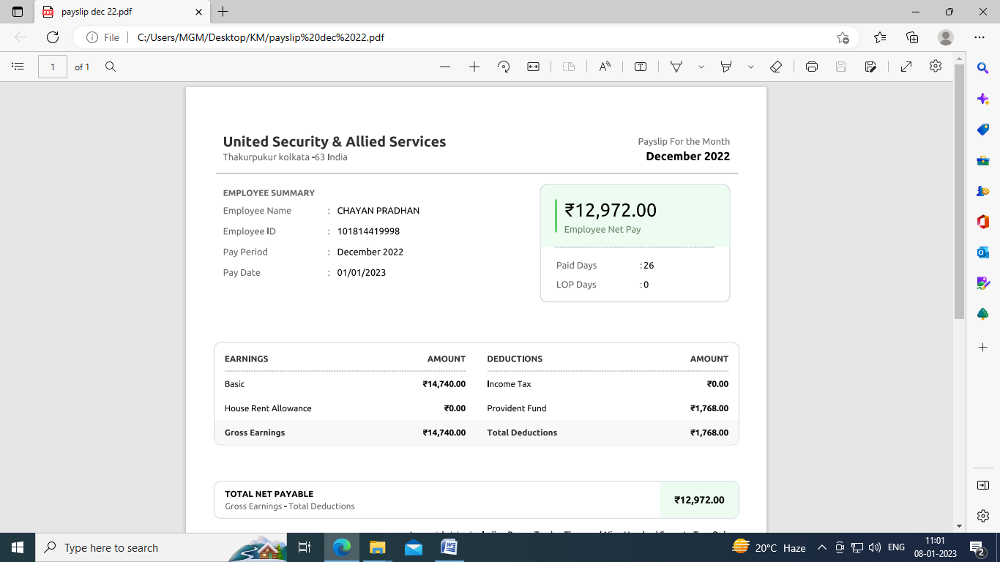 payslip dec 22.pdf
File C:/Users/MGM/Desktop/KM/payslip%20dec%2022.pdf
1 of 1
United Security & Allied Services
Payslip For the Month
Thakurpukur kolkata -63 India
December 2022
EMPLOYEE SUMMARY
Employee Name : CHAYAN PRADHAN
Employee ID : 101814419998
Pay Period : December 2022
Pay Date : 01/01/2023
₹12,972.00
Employee Net Pay
Paid Days : 26
LOP Days : 0
EARNINGS AMOUNT DEDUCTIONS AMOUNT
Basic ₹14,740.00 Income Tax ₹0.00
House Rent Allowance ₹0.00 Provident Fund ₹1,768.00
Gross Earnings ₹14,740.00 Total Deductions ₹1,768.00
TOTAL NET PAYABLE
Gross Earnings - Total Deductions
₹12,972.00
Type here to search
20°C Haze
ENG
11:01
08-01-2023
2